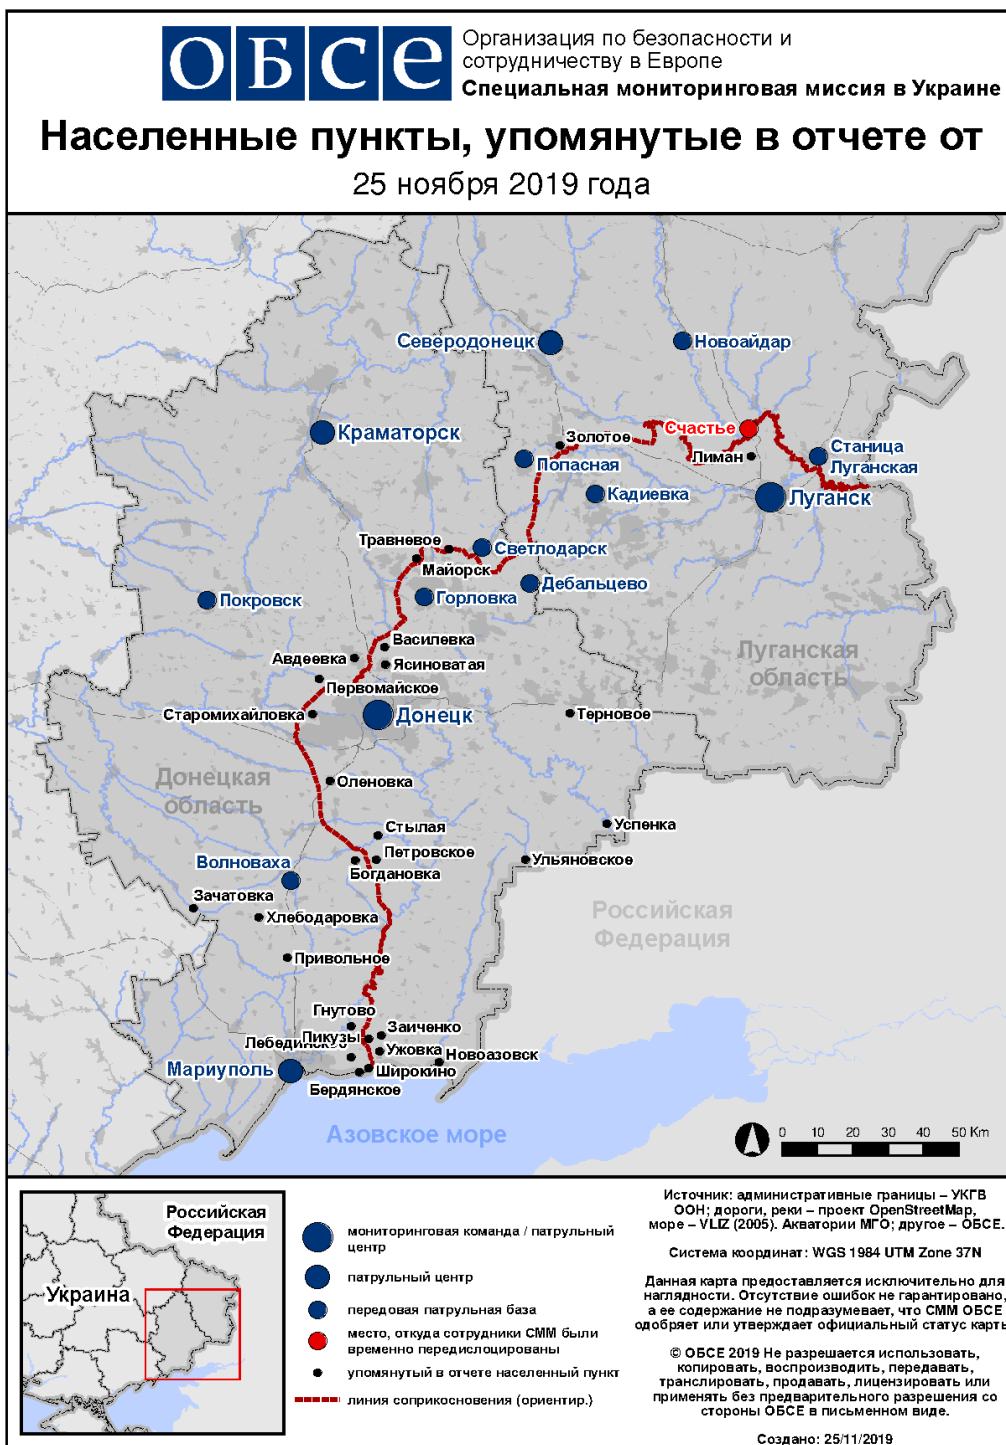 ОБСЕ
Организация по безопасности и
сотрудничеству в Европе
Специальная мониторинговая миссия в Украине
Населенные пункты, упомянутые в отчете от
25 ноября 2019 года
Северодонецк
Новоайдар
Счастье
Краматорск
Золотое
Станица
Луганская
Лиман
Попасная
Кадиевка
Луганск
Травневое
Светлодарск
Майорск
Дебальцево
Покровск
Горловка
Василевка
Авдеевка
Ясиноватая
Луганская
область
Первомайское
Старомихайловка
Донецк
Терновое
Донецкая
область
Оленовка
Стылая
Успенка
Петровское
Волноваха
Богдановка
Ульяновское
Зачатовка
Хлебодаровка
Российская
Федерация
Привольное
Гнутово
Заиченко
Пикузы
Лебединское
Ужовка
Новоазовск
Мариуполь
Широкино
Бердянское
Азовское море
0 10 20 30 40 50 Km
Российская
Федерация
Украина
мониторинговая команда / патрульный
центр
патрульный центр
передовая патрульная база
место, откуда сотрудники СММ были
временно передислоцированы
упомянутый в отчете населенный пункт
линия соприкосновения (ориентир.)
Источник: административные границы – УКГВ
ООН; дороги, реки – проект OpenStreetMap,
море – VLIZ (2005). Акватории МГО; другое – ОБСЕ.
Система координат: WGS 1984 UTM Zone 37N
Данная карта предоставляется исключительно для
наглядности. Отсутствие ошибок не гарантировано,
а ее содержание не подразумевает, что СММ ОБСЕ
одобряет или утверждает официальный статус карты
© ОБСЕ 2019 Не разрешается использовать,
копировать, воспроизводить, передавать,
транслировать, продавать, лицензировать или
применять без предварительного разрешения со
стороны ОБСЕ в письменном виде.
Создано: 25/11/2019